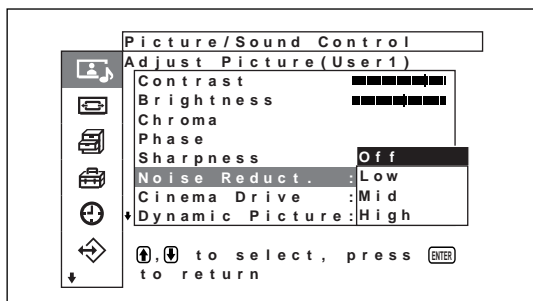 Picture/Sound Control
Adjust Picture(User1)
Contrast
Brightness
Chroma
Phase
Sharpness
Off
Noise Reduct. :Low
Cinema Drive :Mid
Dynamic Picture:High
, to select, press ENTER
to return